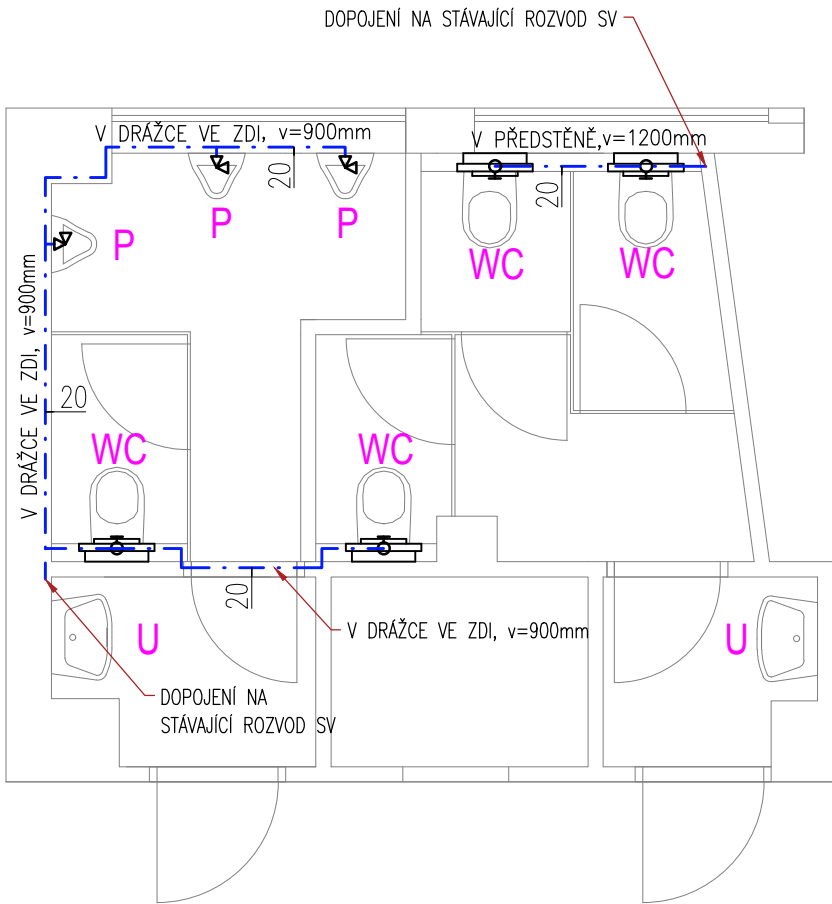 DOPOJENÍ NA STÁVAJÍCÍ ROZVOD SV
V DRÁŽCE VE ZDI, v=900mm
V PŘEDSTĚNĚ,v=1200mm
20
20
P
P
P
WC
WC
V DRÁŽCE VE ZDI, v=900mm
20
WC
WC
20
U
V DRÁŽCE VE ZDI, v=900mm
U
DOPOJENÍ NA
STÁVAJÍCÍ ROZVOD SV